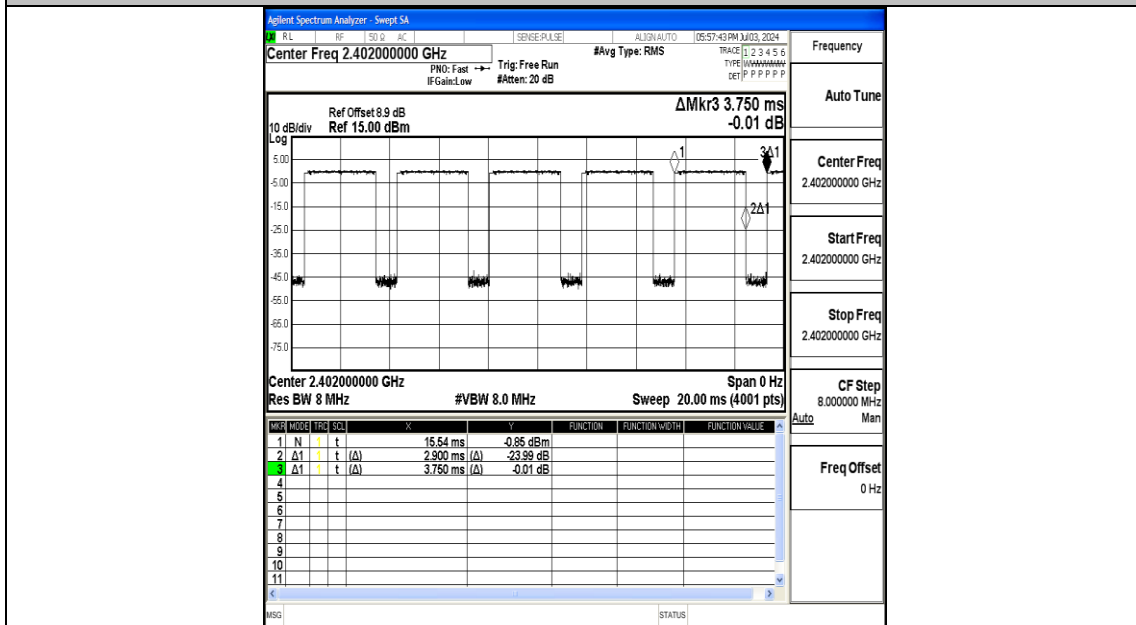 Agilent Spectrum Analyzer - Swept SA
RL RF 50 Ω AC SENSE:PULSE ALIGNAUTO 05:57:43 PM Jul 03, 2024
Center Freq 2.402000000 GHz #Avg Type: RMS TRACE 1 2 3 4 5 6
PNO: Fast Trig: Free Run TYPE
IFGain:Low #Atten: 20 dB DET P P P P P P
Frequency
Auto Tune
Center Freq
2.402000000 GHz
Start Freq
2.402000000 GHz
Stop Freq
2.402000000 GHz
CF Step
8.000000 MHz
Auto Man
Freq Offset
0 Hz
ΔMkr3 3.750 ms
-0.01 dB
Ref Offset 8.9 dB
10 dB/div Ref 15.00 dBm
Log
5.00
-5.00
-15.0
-25.0
-35.0
-45.0
-55.0
-65.0
-75.0
1
3Δ1
2Δ1
Center 2.402000000 GHz Span 0 Hz
Res BW 8 MHz #VBW 8.0 MHz Sweep 20.00 ms (4001 pts)
MKR MODE TRC SCL X Y FUNCTION FUNCTION WIDTH FUNCTION VALUE
1 N 1 t 15.54 ms -0.85 dBm
2 Δ1 1 t (Δ) 2.900 ms (Δ) -23.99 dB
3 Δ1 1 t (Δ) 3.750 ms (Δ) -0.01 dB
4
5
6
7
8
9
10
11
MSG STATUS